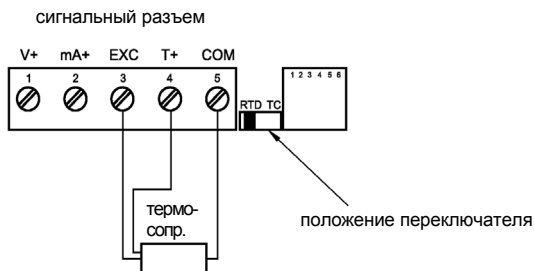 сигнальный разъем
V+ mA+ EXC T+ COM
1 2 3 4 5
1 2 3 4 5 6
RTD TC
термо-
сопр.
положение переключателя